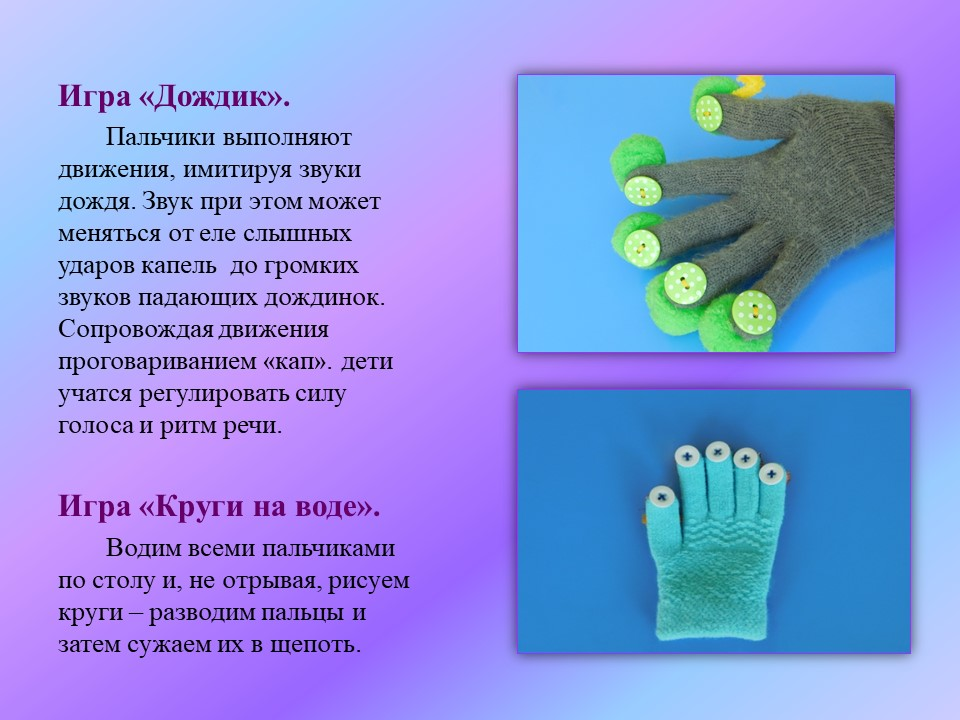 Игра «Дождик».
Пальчики выполняют
движения, имитируя звуки
дождя. Звук при этом может
меняться от еле слышных
ударов капель  до громких
звуков падающих дождинок.
Сопровождая движения
проговариванием «кап». дети
учатся регулировать силу
голоса и ритм речи.
Игра «Круги на воде».
Водим всеми пальчиками
по столу и, не отрывая, рисуем
круги – разводим пальцы и
затем сужаем их в щепоть.